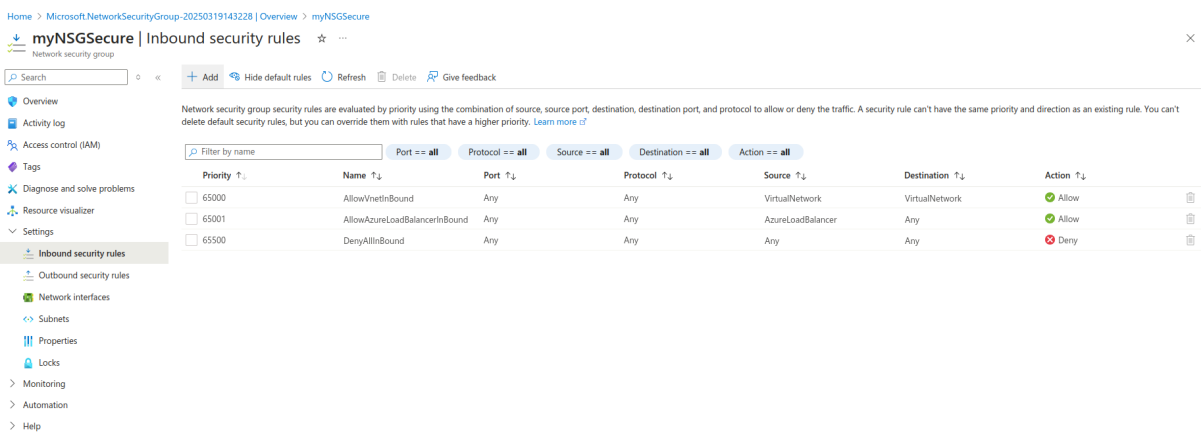 Home > Microsoft.NetworkSecurityGroup-20250319143228 | Overview > myNSGSecure
myNSGSecure | Inbound security rules
Network security group
Search
Overview
Activity log
Access control (IAM)
Tags
Diagnose and solve problems
Resource visualizer
Settings
Inbound security rules
Outbound security rules
Network interfaces
Subnets
Properties
Locks
Monitoring
Automation
Help
Add Hide default rules Refresh Delete Give feedback
Network security group security rules are evaluated by priority using the combination of source, source port, destination, destination port, and protocol to allow or deny the traffic. A security rule can't have the same priority and direction as an existing rule. You can't
delete default security rules, but you can override them with rules that have a higher priority. Learn more
Filter by name Port == all Protocol == all Source == all Destination == all Action == all
Priority ↑↓ Name ↑↓ Port ↑↓ Protocol ↑↓ Source ↑↓ Destination ↑↓ Action ↑↓
65000 AllowVnetInBound Any Any VirtualNetwork VirtualNetwork Allow
65001 AllowAzureLoadBalancerInBound Any Any AzureLoadBalancer Any Allow
65500 DenyAllInBound Any Any Any Any Deny